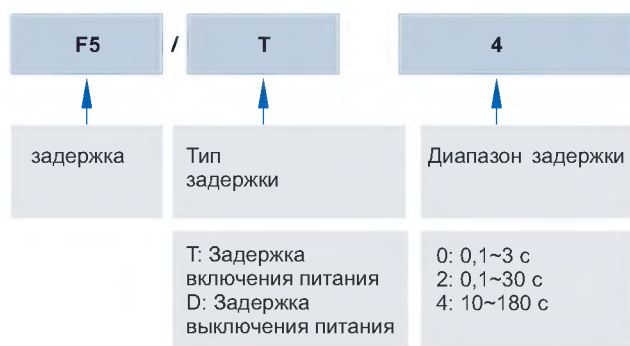 F5 / T 4
задержка
Тип
задержки
Диапазон задержки
T: Задержка
включения питания
D: Задержка
выключения питания
0: 0,1~3 с
2: 0,1~30 с
4: 10~180 с